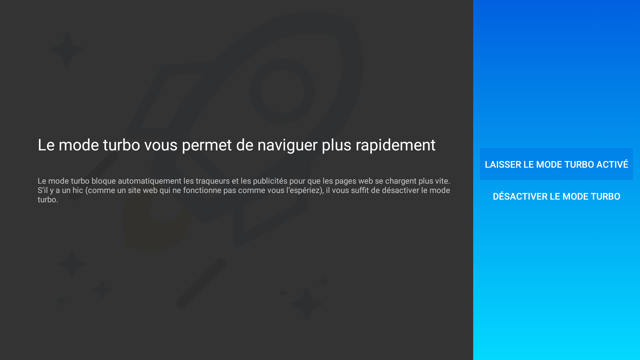 Le mode turbo vous permet de naviguer plus rapidement
Le mode turbo bloque automatiquement les traqueurs et les publicités pour que les pages web se chargent plus vite.
S'il y a un hic (comme un site web qui ne fonctionne pas comme vous l'espériez), il vous suffit de désactiver le mode
turbo.
LAISSER LE MODE TURBO ACTIVÉ
DÉSACTIVER LE MODE TURBO